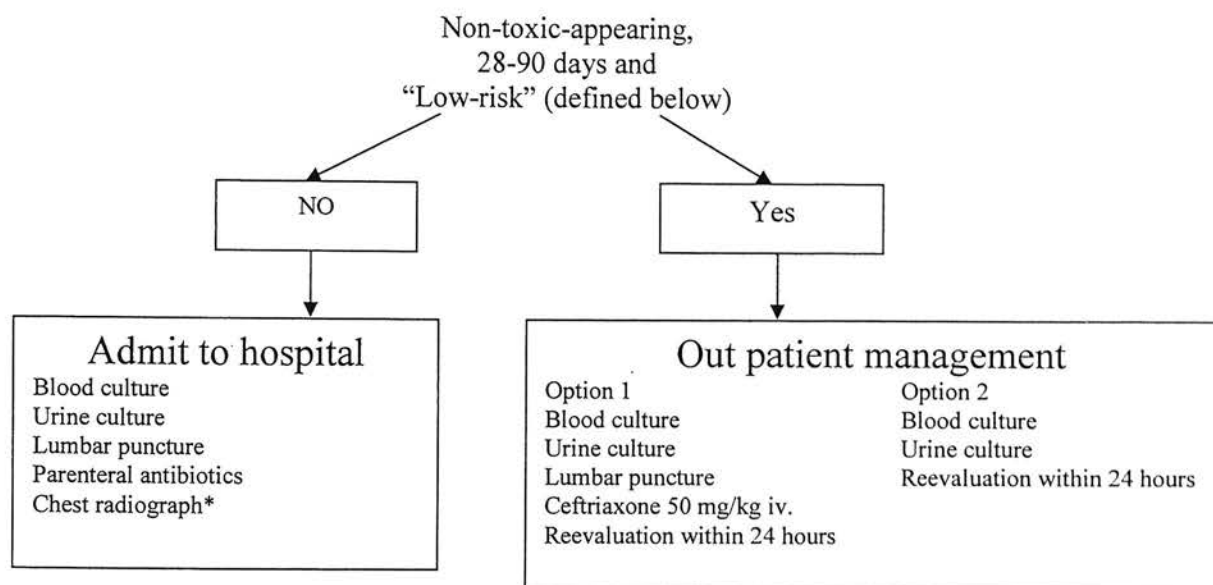 Non-toxic-appearing,
28-90 days and
“Low-risk” (defined below)
NO
Yes
Admit to hospital
Blood culture
Urine culture
Lumbar puncture
Parenteral antibiotics
Chest radiograph*
Out patient management
Option 1
Blood culture
Urine culture
Lumbar puncture
Ceftriaxone 50 mg/kg iv.
Reevaluation within 24 hours
Option 2
Blood culture
Urine culture
Reevaluation within 24 hours